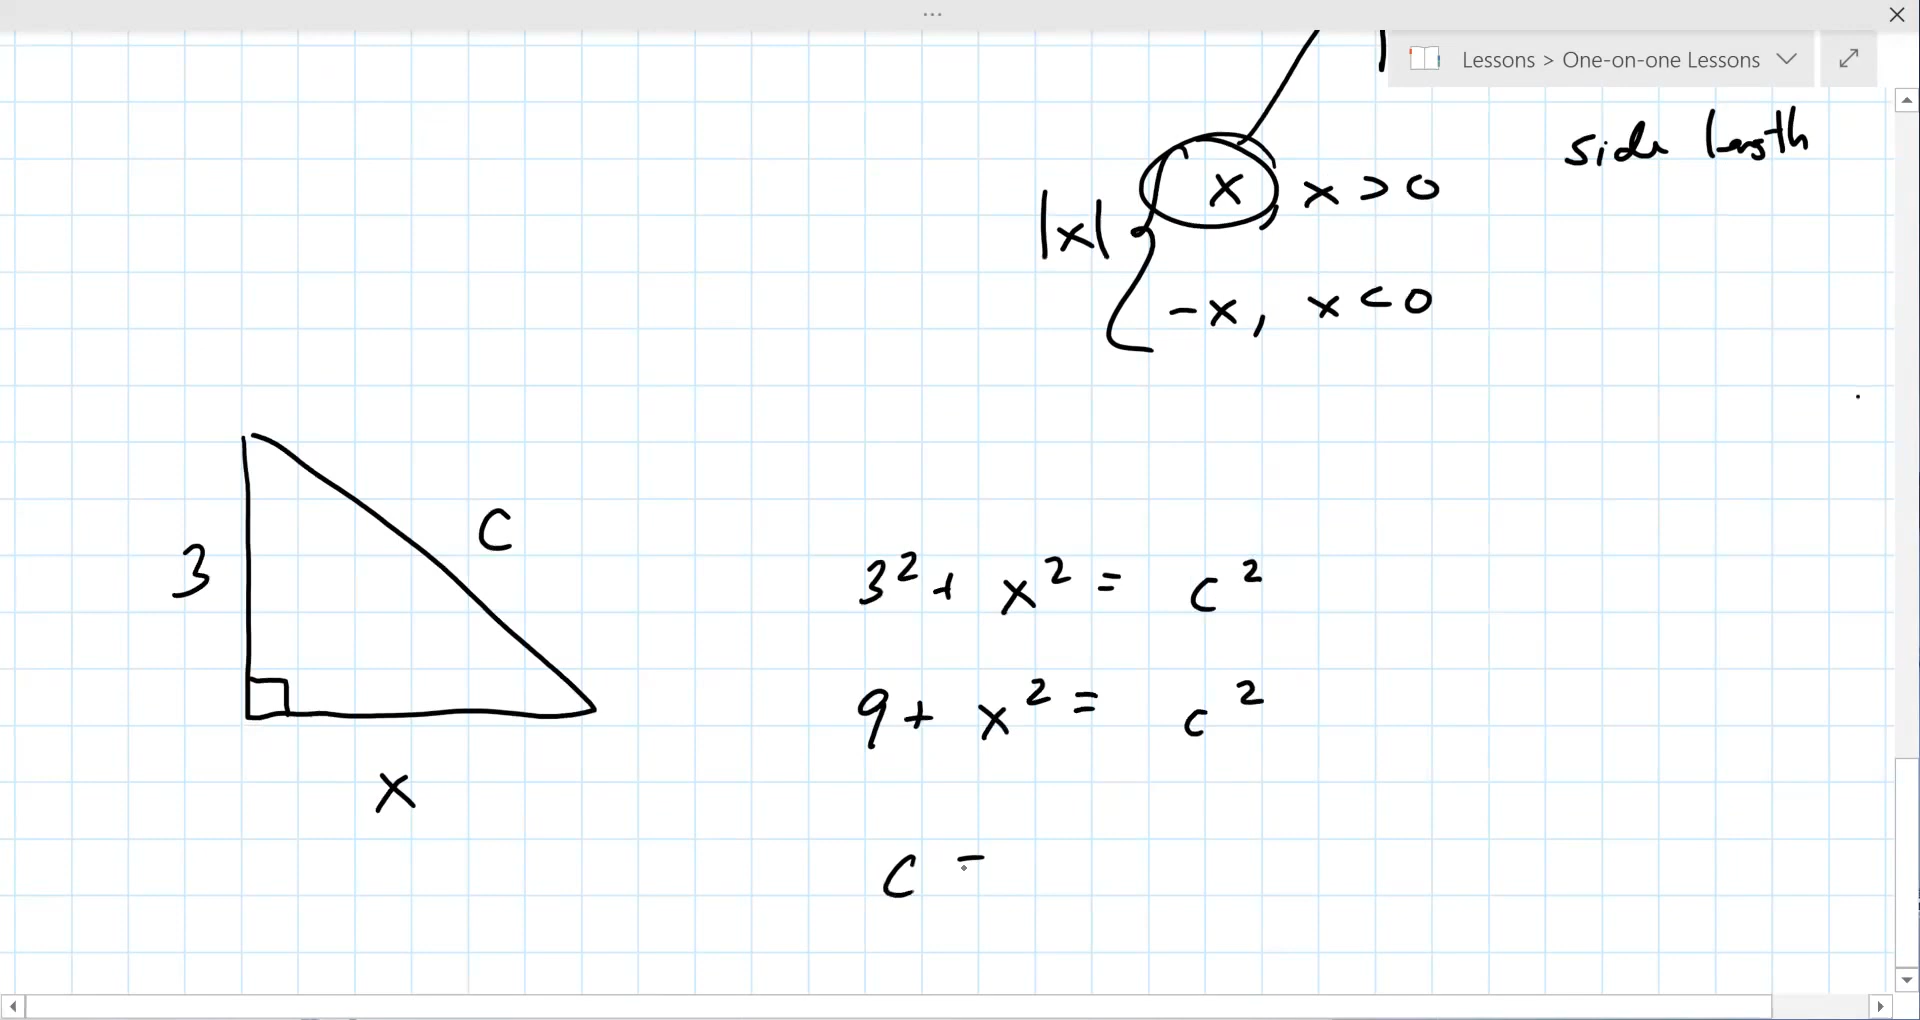 ...
Lessons > One-on-one Lessons
side length
|x| { x, x > 0
-x, x < 0
3
C
x
3² + x² = c²
9 + x² = c²
c =